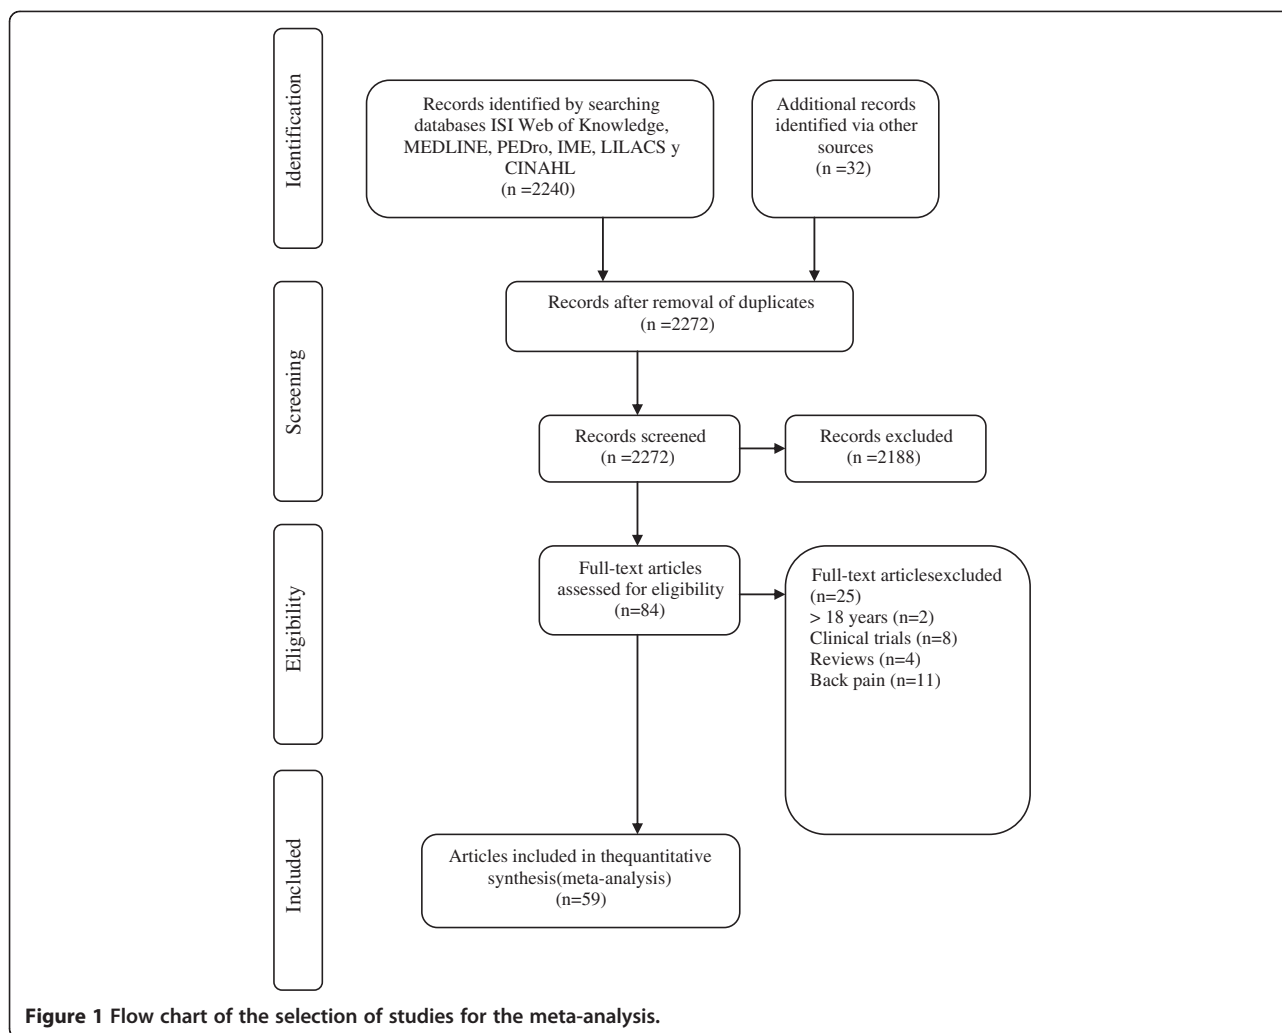 Identification
Records identified by searching
databases ISI Web of Knowledge,
MEDLINE, PEDro, IME, LILACS y
CINAHL
(n =2240)
Additional records
identified via other
sources
(n =32)
Screening
Records after removal of duplicates
(n =2272)
Records screened
(n =2272)
Records excluded
(n =2188)
Eligibility
Full-text articles
assessed for eligibility
(n=84)
Full-text articlesexcluded
(n=25)
> 18 years (n=2)
Clinical trials (n=8)
Reviews (n=4)
Back pain (n=11)
Included
Articles included in thequantitative
synthesis(meta-analysis)
(n=59)
Figure 1 Flow chart of the selection of studies for the meta-analysis.